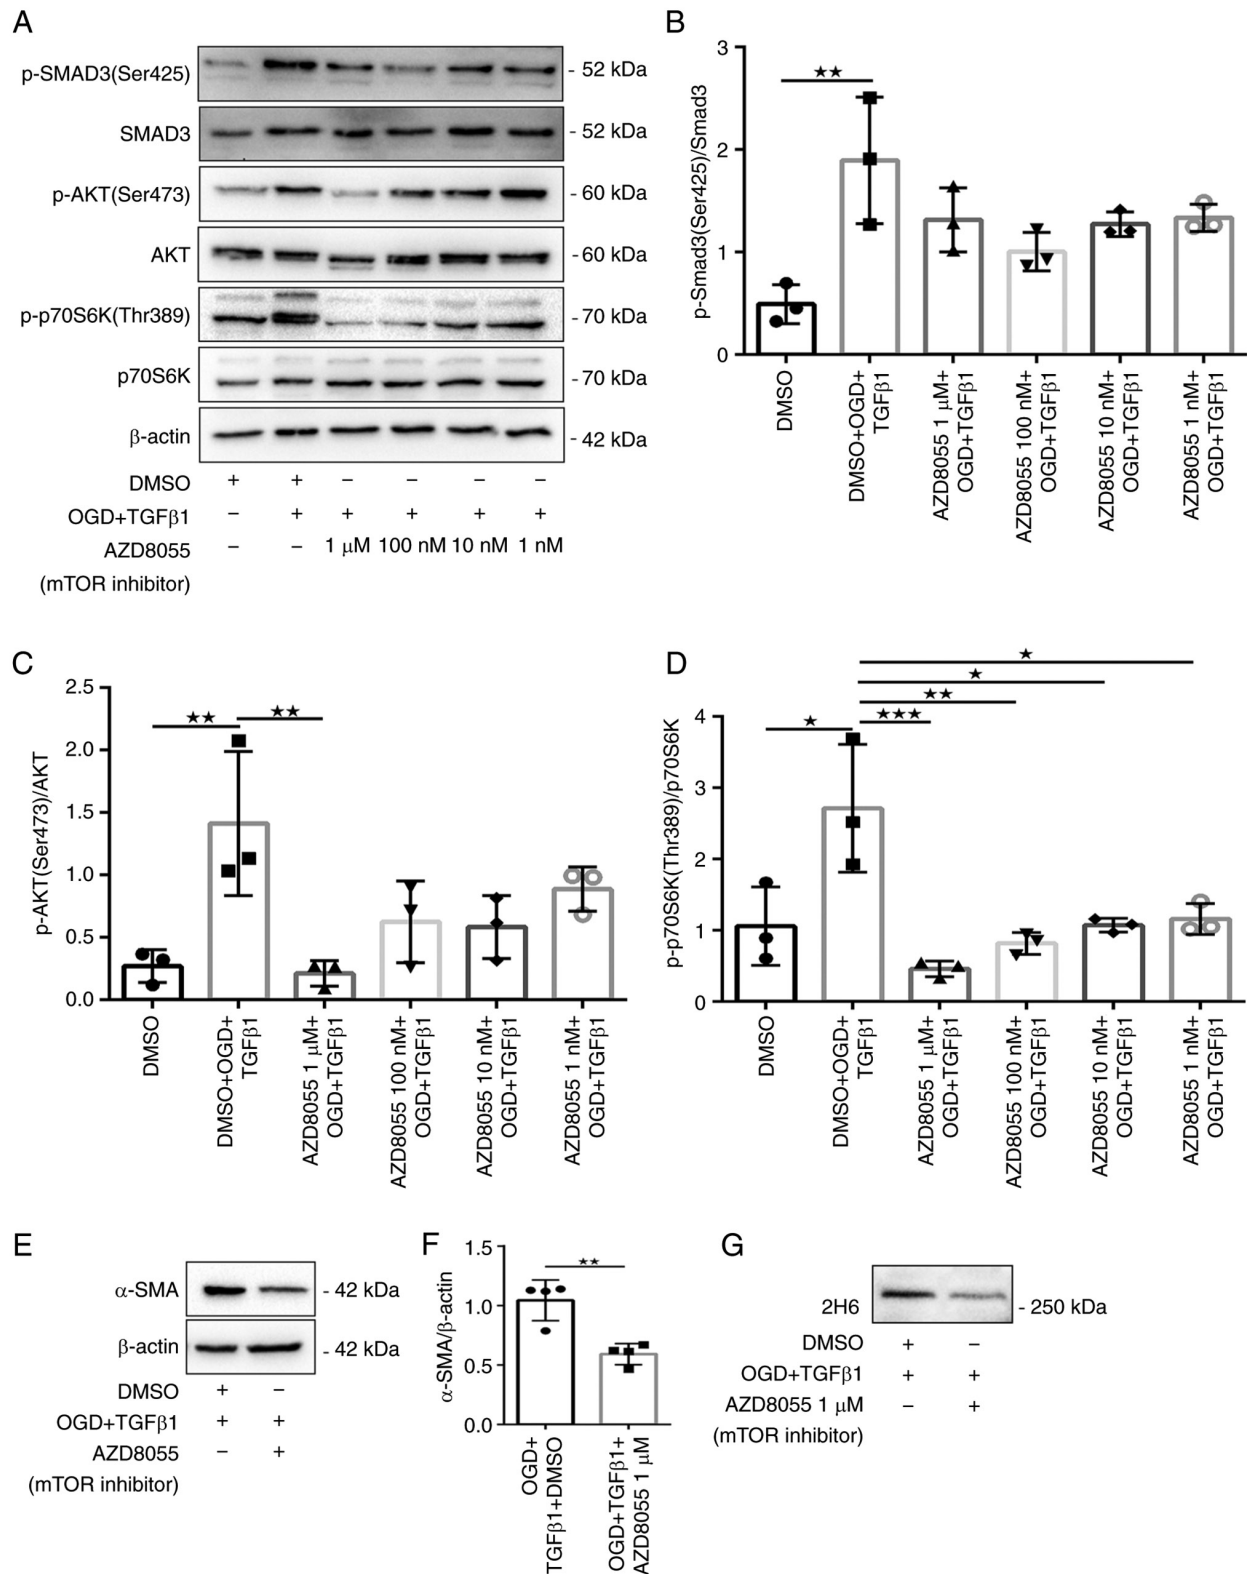 A
p-SMAD3(Ser425)
- 52 kDa
SMAD3
- 52 kDa
p-AKT(Ser473)
- 60 kDa
AKT
- 60 kDa
p-p70S6K(Thr389)
- 70 kDa
p70S6K
- 70 kDa
β-actin
- 42 kDa
DMSO + + – – – –
OGD+TGFβ1 – + + + + +
AZD8055 – – 1 μM 100 nM 10 nM 1 nM
(mTOR inhibitor)
B
p-Smad3(Ser425)/Smad3
3
2
1
0
★★
DMSO
DMSO+OGD+
TGFβ1
AZD8055 1 μM+
OGD+TGFβ1
AZD8055 100 nM+
OGD+TGFβ1
AZD8055 10 nM+
OGD+TGFβ1
AZD8055 1 nM+
OGD+TGFβ1
C
p-AKT(Ser473)/AKT
2.5
2.0
1.5
1.0
0.5
0.0
★★
★★
DMSO
DMSO+OGD+
TGFβ1
AZD8055 1 μM+
OGD+TGFβ1
AZD8055 100 nM+
OGD+TGFβ1
AZD8055 10 nM+
OGD+TGFβ1
AZD8055 1 nM+
OGD+TGFβ1
D
p-p70S6K(Thr389)/p70S6K
4
3
2
1
0
★
★
★★
★★★
★
DMSO
DMSO+OGD+
TGFβ1
AZD8055 1 μM+
OGD+TGFβ1
AZD8055 100 nM+
OGD+TGFβ1
AZD8055 10 nM+
OGD+TGFβ1
AZD8055 1 nM+
OGD+TGFβ1
E
α-SMA
- 42 kDa
β-actin
- 42 kDa
DMSO + –
OGD+TGFβ1 + +
AZD8055 – +
(mTOR inhibitor)
F
α-SMA/β-actin
1.5
1.0
0.5
0.0
★★
OGD+
TGFβ1+DMSO
OGD+TGFβ1+
AZD8055 1 μM
G
2H6
- 250 kDa
DMSO + –
OGD+TGFβ1 + +
AZD8055 1 μM – +
(mTOR inhibitor)